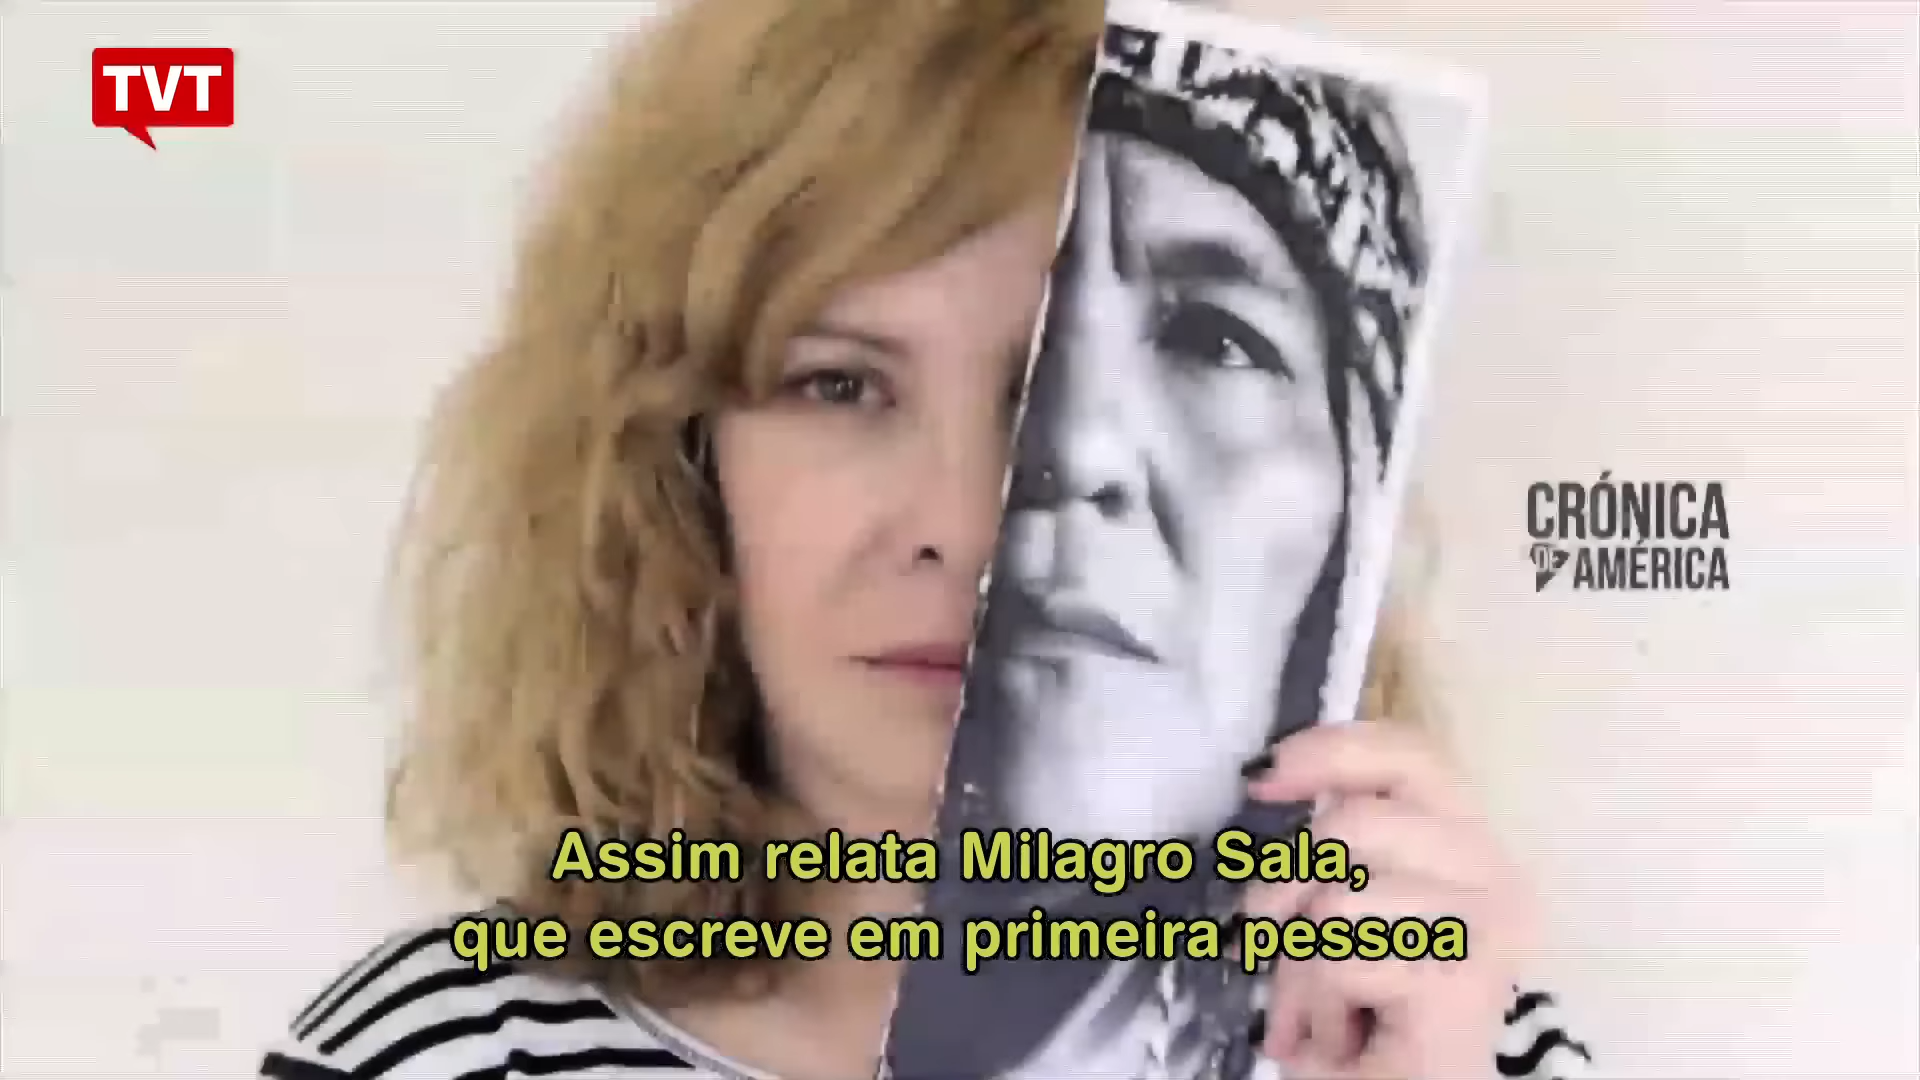 TVT
CRÓNICA
DE AMÉRICA
Assim relata Milagro Sala,
que escreve em primeira pessoa